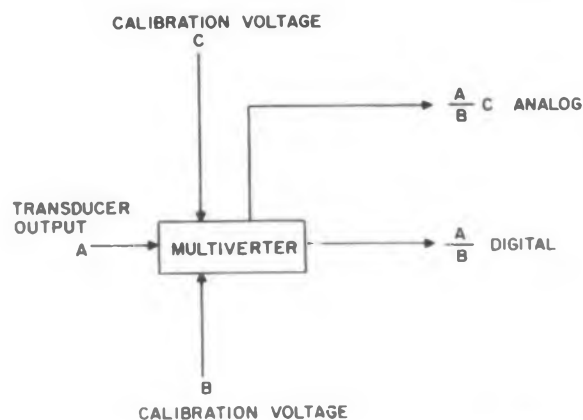 CALIBRATION VOLTAGE
C
A
B
C ANALOG
TRANSDUCER
OUTPUT
A
MULTIVERTER
A
B
DIGITAL
B
CALIBRATION VOLTAGE